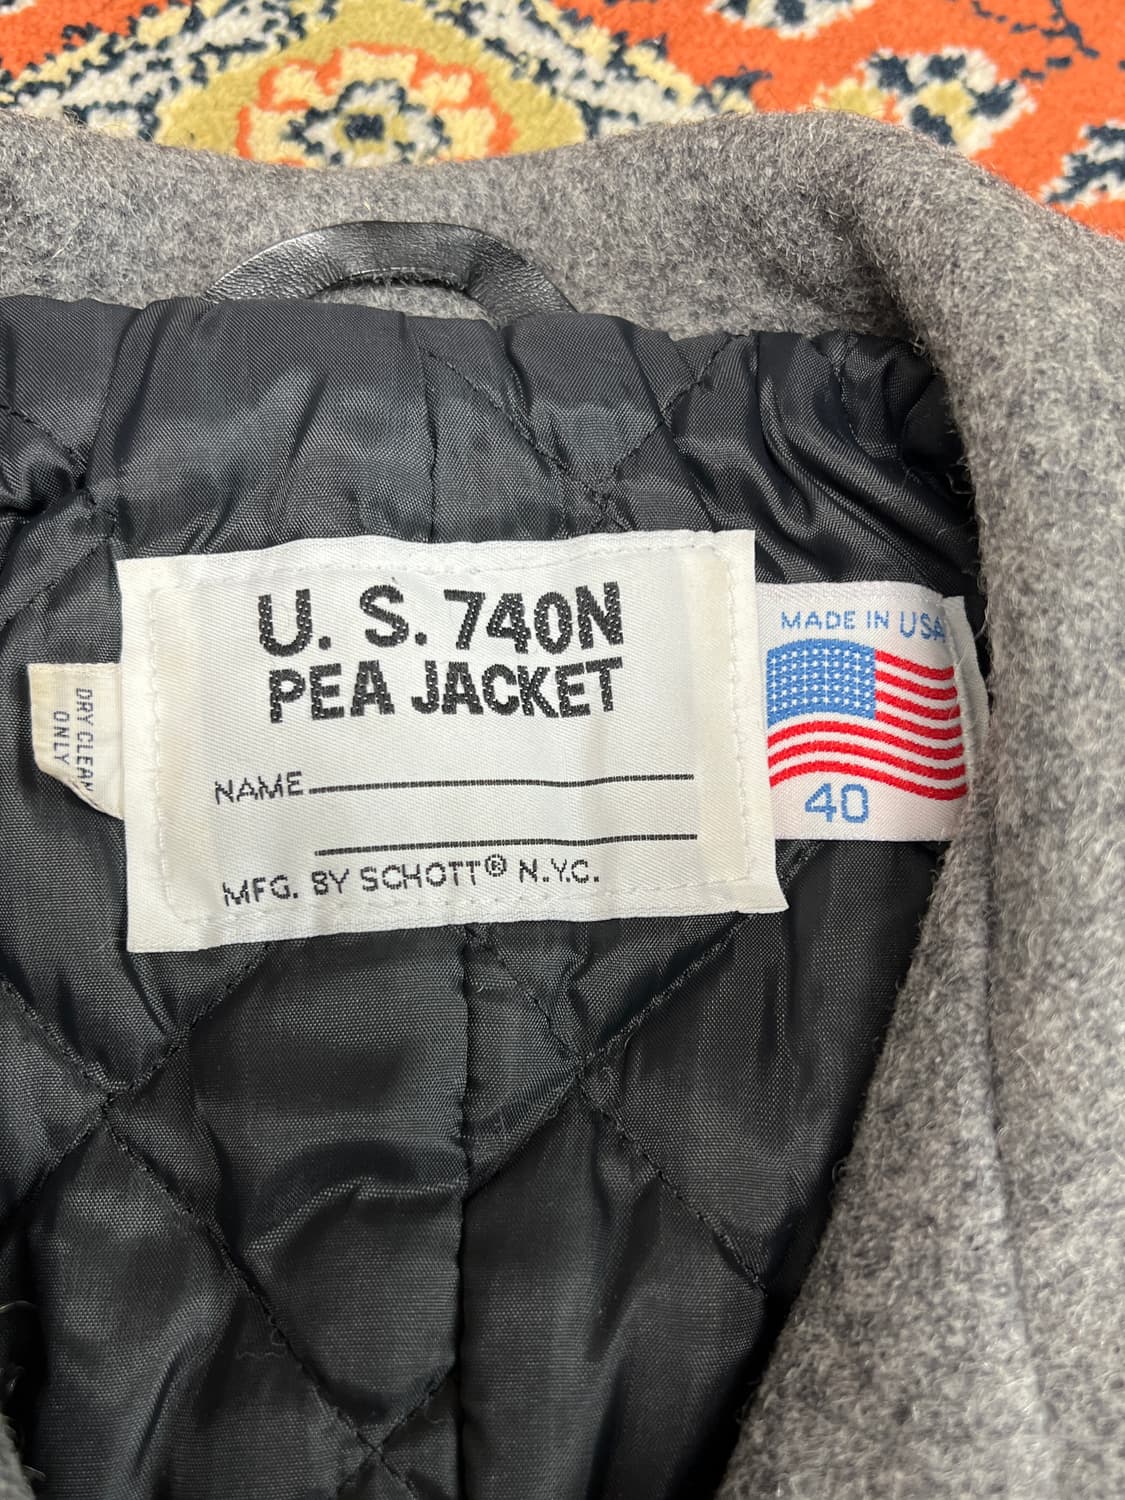 U. S. 740N
PEA JACKET
NAME
MFG. BY SCHOTT® N.Y.C.
MADE IN USA
40
DRY CLEAN
ONLY